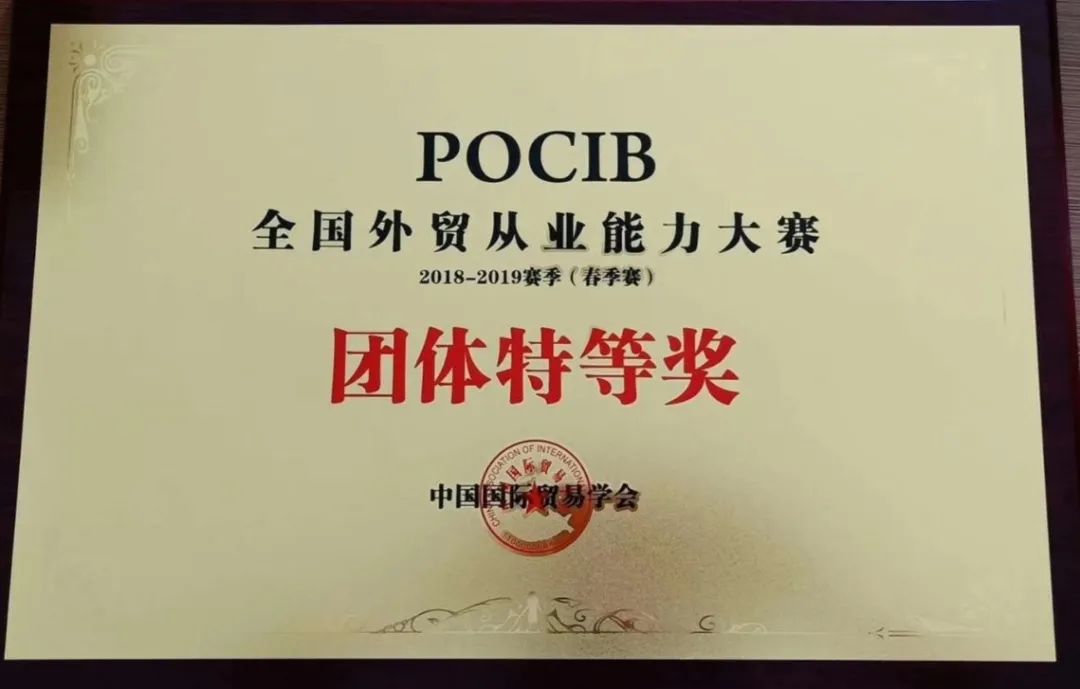 POCIB
全国外贸从业能力大赛
2018-2019赛季（春季赛）
团体特等奖
中国国际贸易学会